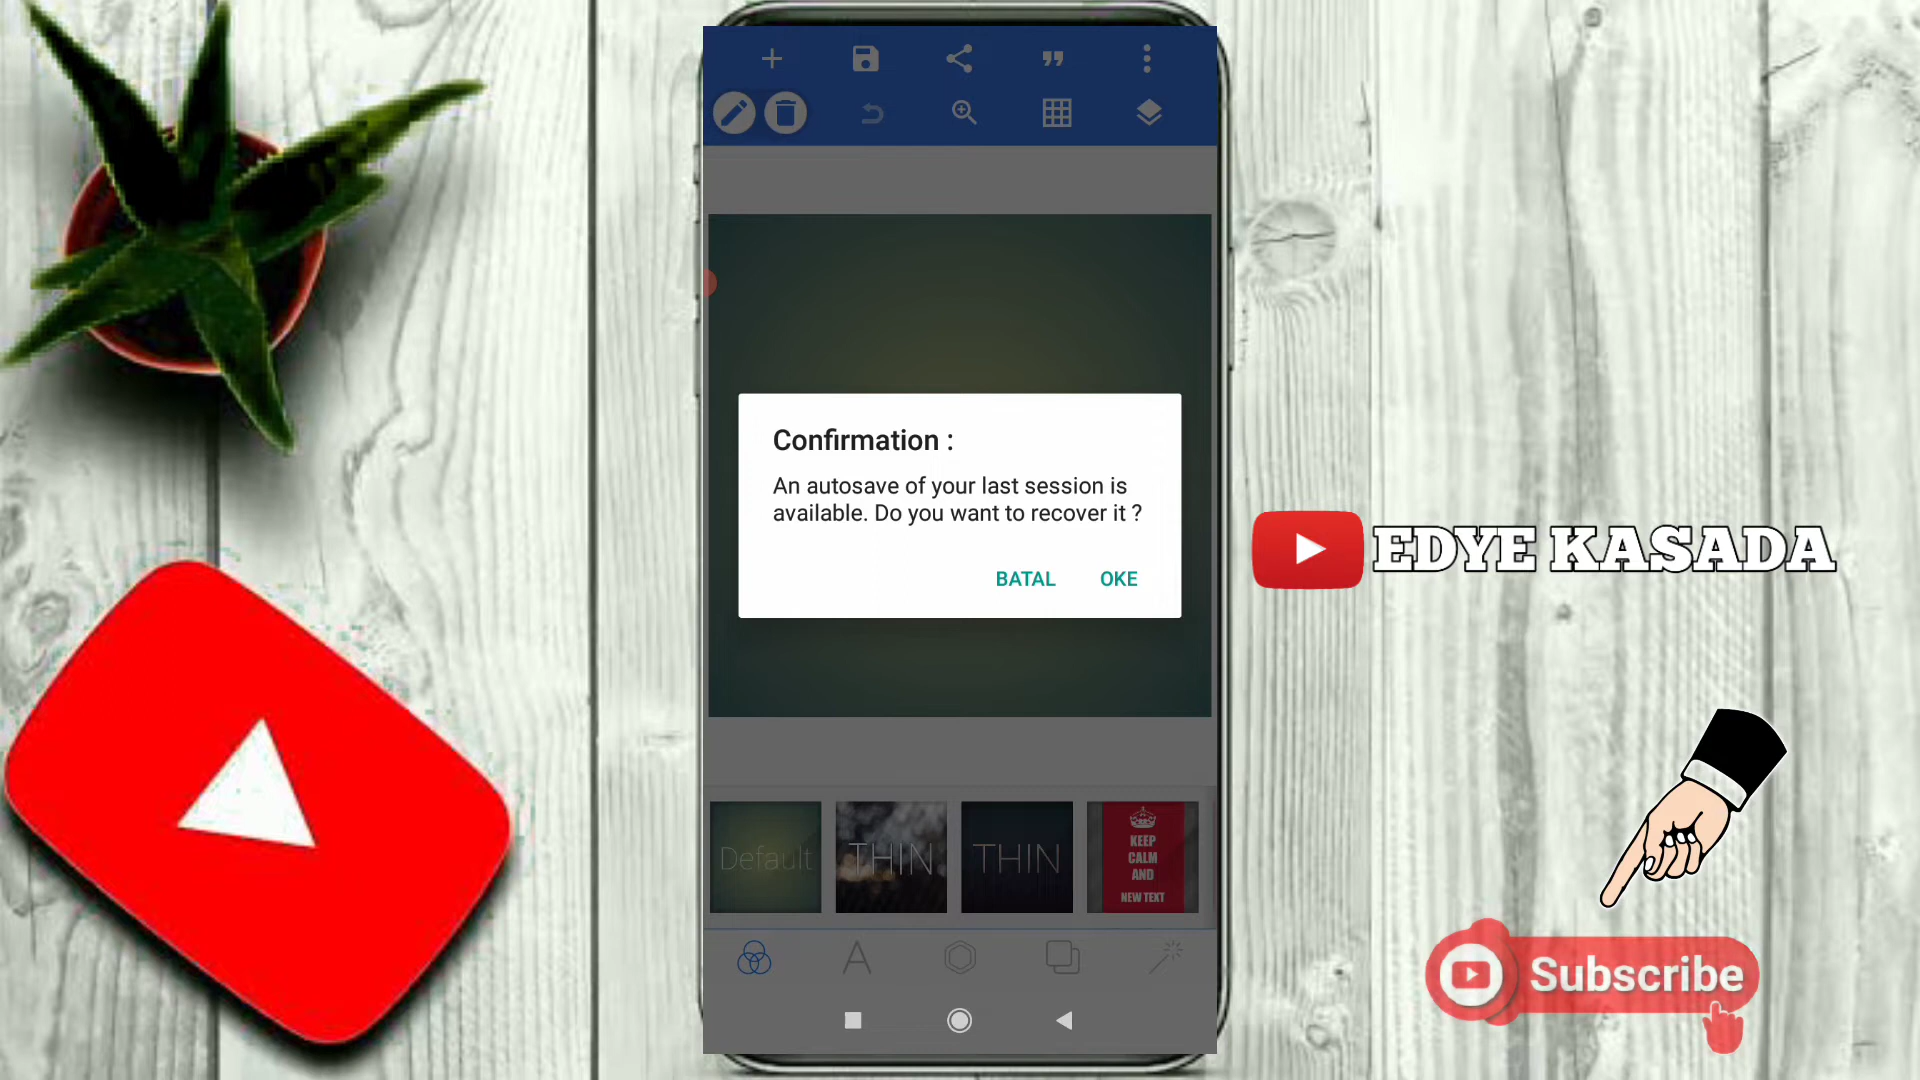 Confirmation :
An autosave of your last session is
available. Do you want to recover it ?
BATAL OKE
EDYE KASADA
Default
THIN
THIN
KEEP
CALM
AND
NEW TEXT
Subscribe